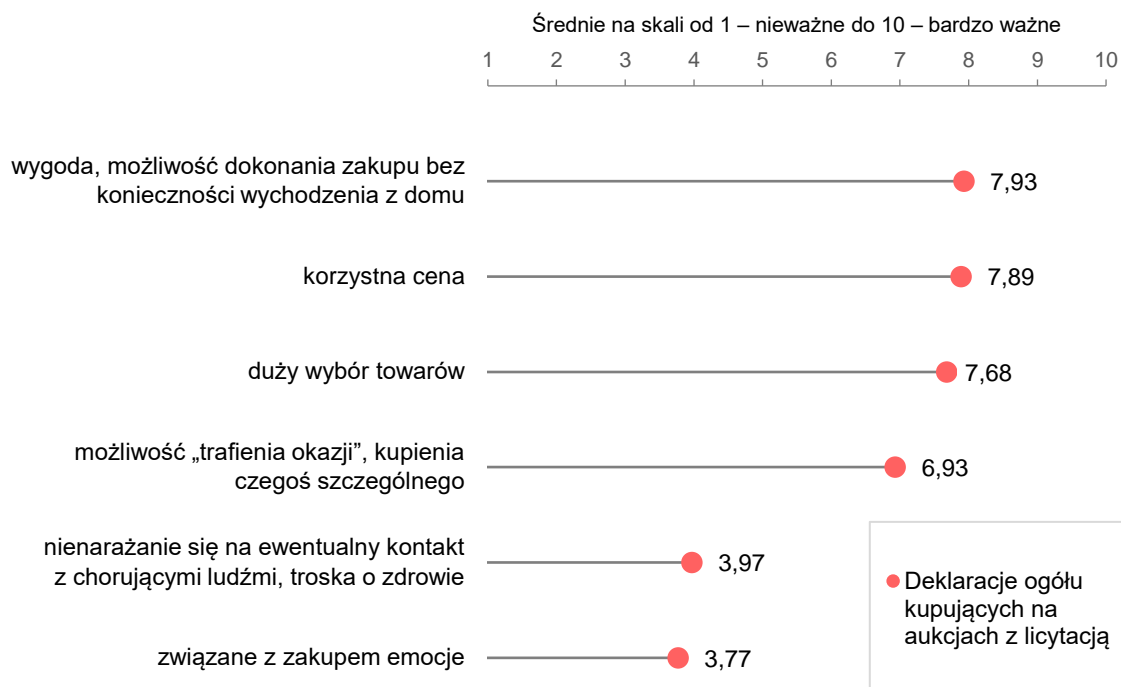 Średnie na skali od 1 – nieważne do 10 – bardzo ważne
1 2 3 4 5 6 7 8 9 10
wygoda, możliwość dokonania zakupu bez
konieczności wychodzenia z domu
7,93
korzystna cena
7,89
duży wybór towarów
7,68
możliwość „trafienia okazji”, kupienia
czegoś szczególnego
6,93
nienarażanie się na ewentualny kontakt
z chorującymi ludźmi, troska o zdrowie
3,97
związane z zakupem emocje
3,77
Deklaracje ogółu
kupujących na
aukcjach z licytacją